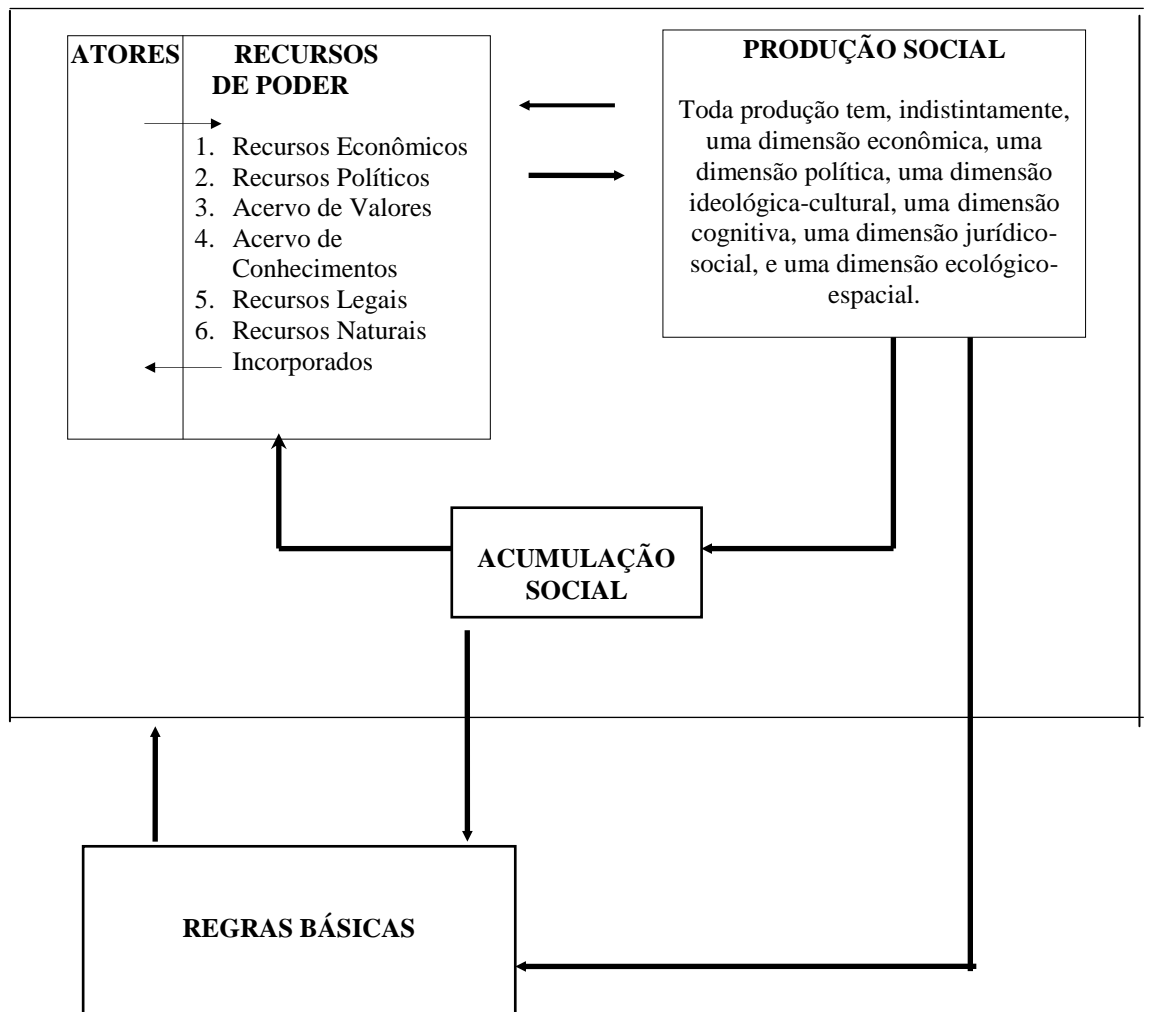 ATORES
RECURSOS
DE PODER
1. Recursos Econômicos
2. Recursos Políticos
3. Acervo de Valores
4. Acervo de
Conhecimentos
5. Recursos Legais
6. Recursos Naturais
Incorporados
PRODUÇÃO SOCIAL
Toda produção tem, indistintamente,
uma dimensão econômica, uma
dimensão política, uma dimensão
ideológica-cultural, uma dimensão
cognitiva, uma dimensão jurídico-
social, e uma dimensão ecológico-
espacial.
ACUMULAÇÃO
SOCIAL
REGRAS BÁSICAS